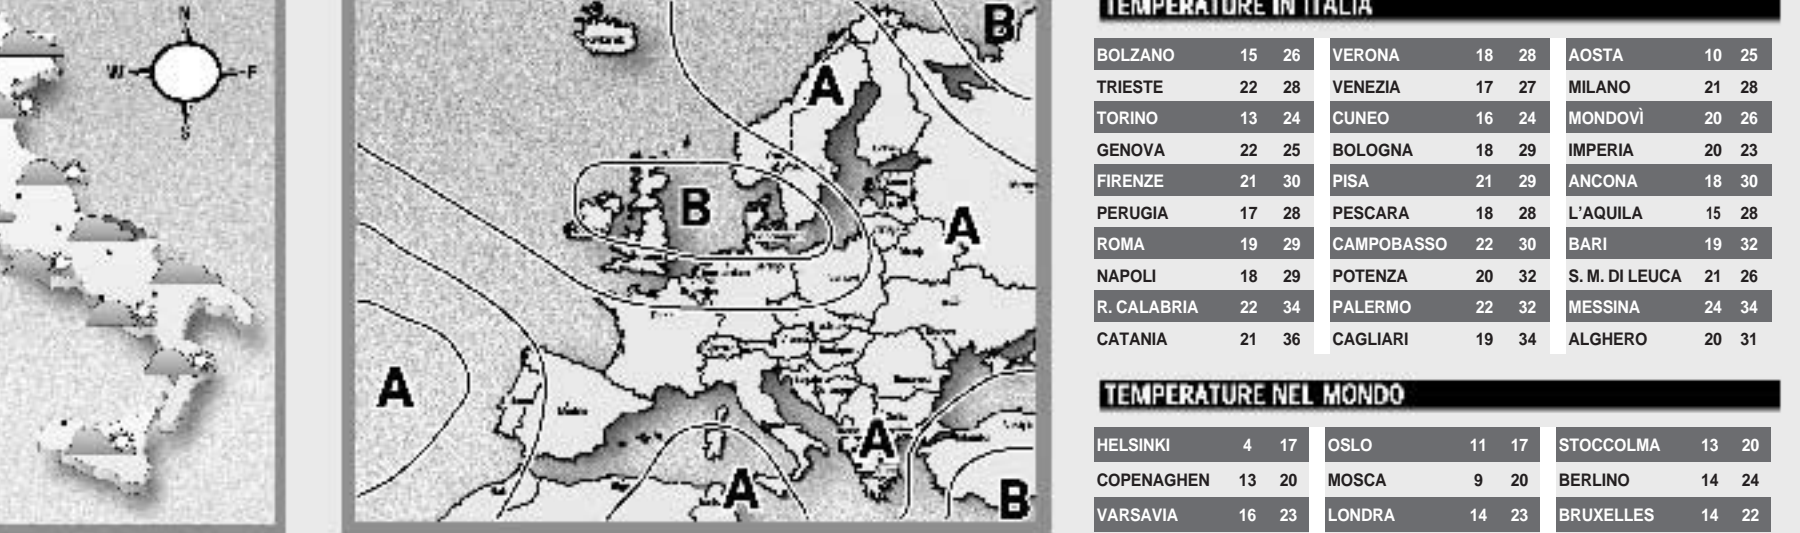 N
W
S
B
A
B
A
A
A
A
B
TEMPERATURE IN ITALIA
BOLZANO 15 26 VERONA 18 28 AOSTA 10 25
TRIESTE 22 28 VENEZIA 17 27 MILANO 21 28
TORINO 13 24 CUNEO 16 24 MONDOVÌ 20 26
GENOVA 22 25 BOLOGNA 18 29 IMPERIA 20 23
FIRENZE 21 30 PISA 21 29 ANCONA 18 30
PERUGIA 17 28 PESCARA 18 28 L'AQUILA 15 28
ROMA 19 29 CAMPOBASSO 22 30 BARI 19 32
NAPOLI 18 29 POTENZA 20 32 S. M. DI LEUCA 21 26
R. CALABRIA 22 34 PALERMO 22 32 MESSINA 24 34
CATANIA 21 36 CAGLIARI 19 34 ALGHERO 20 31
TEMPERATURE NEL MONDO
HELSINKI 4 17 OSLO 11 17 STOCCOLMA 13 20
COPENAGHEN 13 20 MOSCA 9 20 BERLINO 14 24
VARSAVIA 16 23 LONDRA 14 23 BRUXELLES 14 22